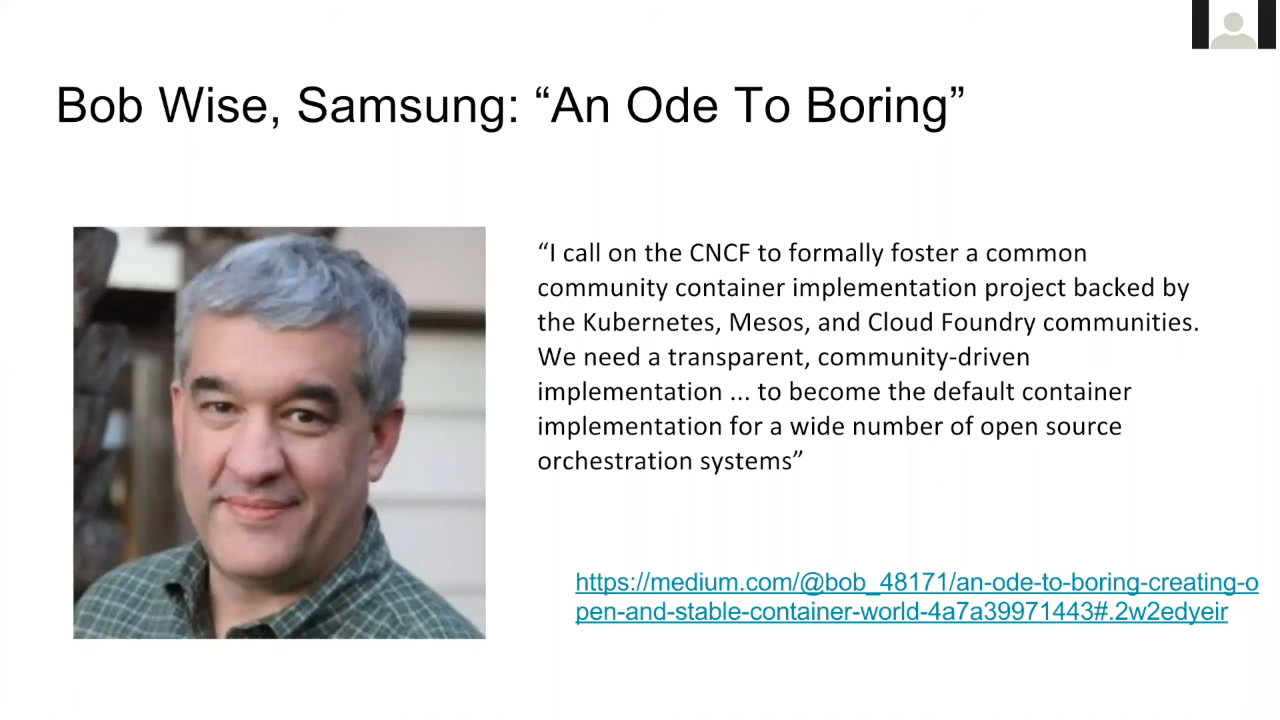 Bob Wise, Samsung: “An Ode To Boring”
“I call on the CNCF to formally foster a common
community container implementation project backed by
the Kubernetes, Mesos, and Cloud Foundry communities.
We need a transparent, community-driven
implementation ... to become the default container
implementation for a wide number of open source
orchestration systems”
https://medium.com/@bob_48171/an-ode-to-boring-creating-o
pen-and-stable-container-world-4a7a39971443#.2w2edyeir